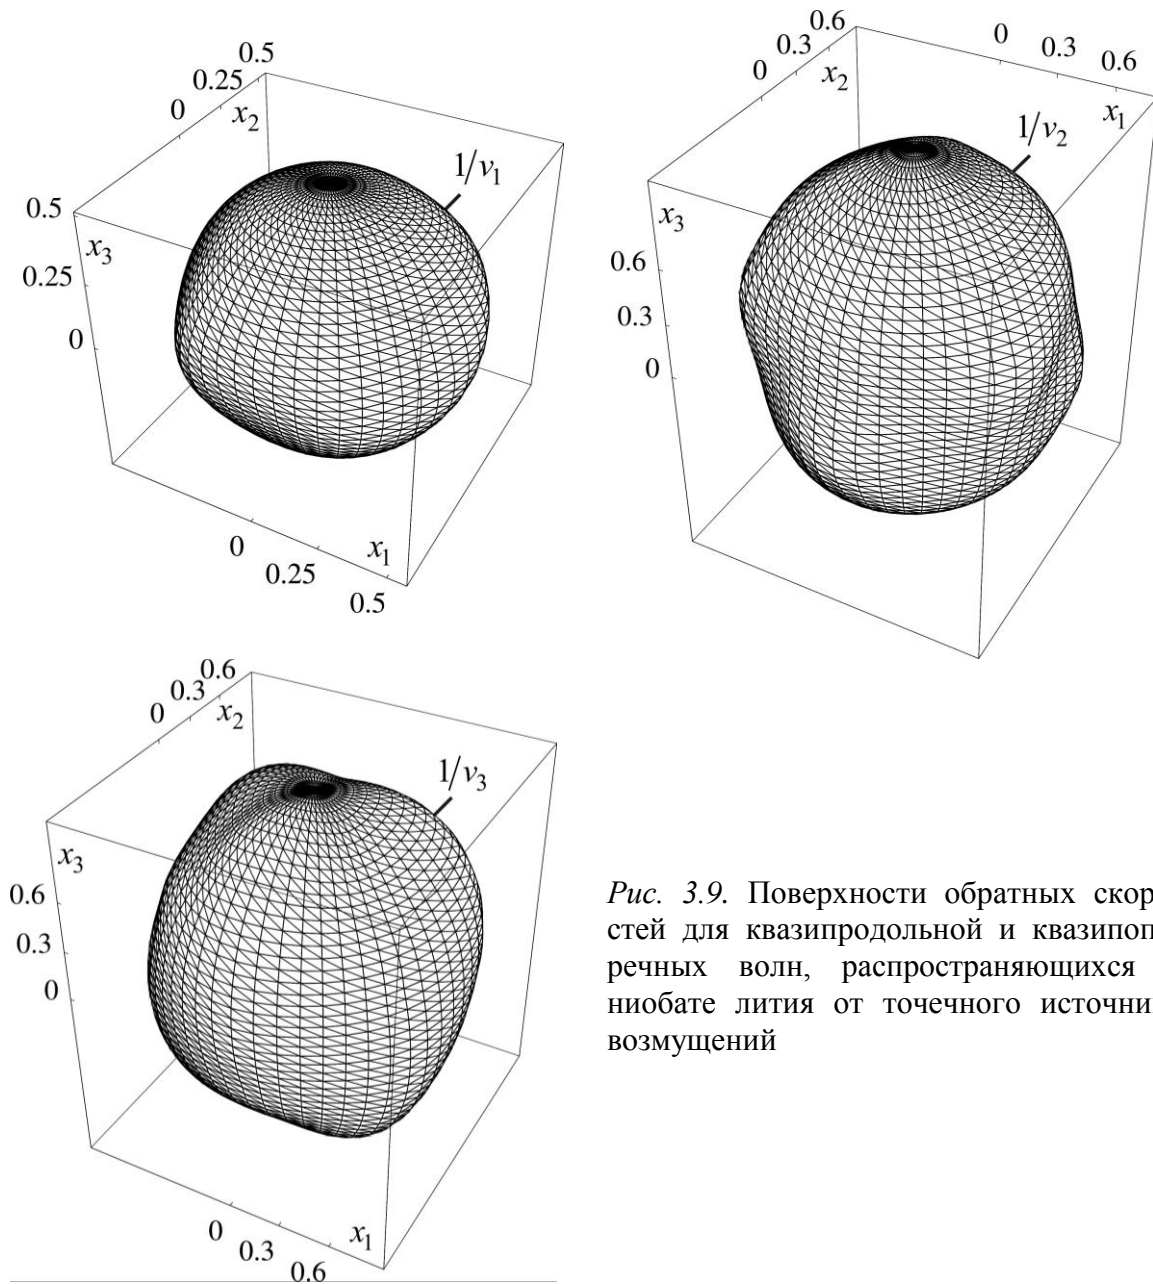 0.5
0.25
0
x₂
1/v₁
0.5
x₃
0.25
0
0
0.25
0.5
x₁
0.6
0.3
0
x₂
0
0.3
0.6
x₁
1/v₂
x₃
0.6
0.3
0
0.6
0.3
0
x₂
1/v₃
x₃
0.6
0.3
0
0
0.3
0.6
x₁
Рис. 3.9. Поверхности обратных скор
стей для квазипродольной и квазипоп
речных волн, распространяющихся
ниобате лития от точечного источни
возмущений